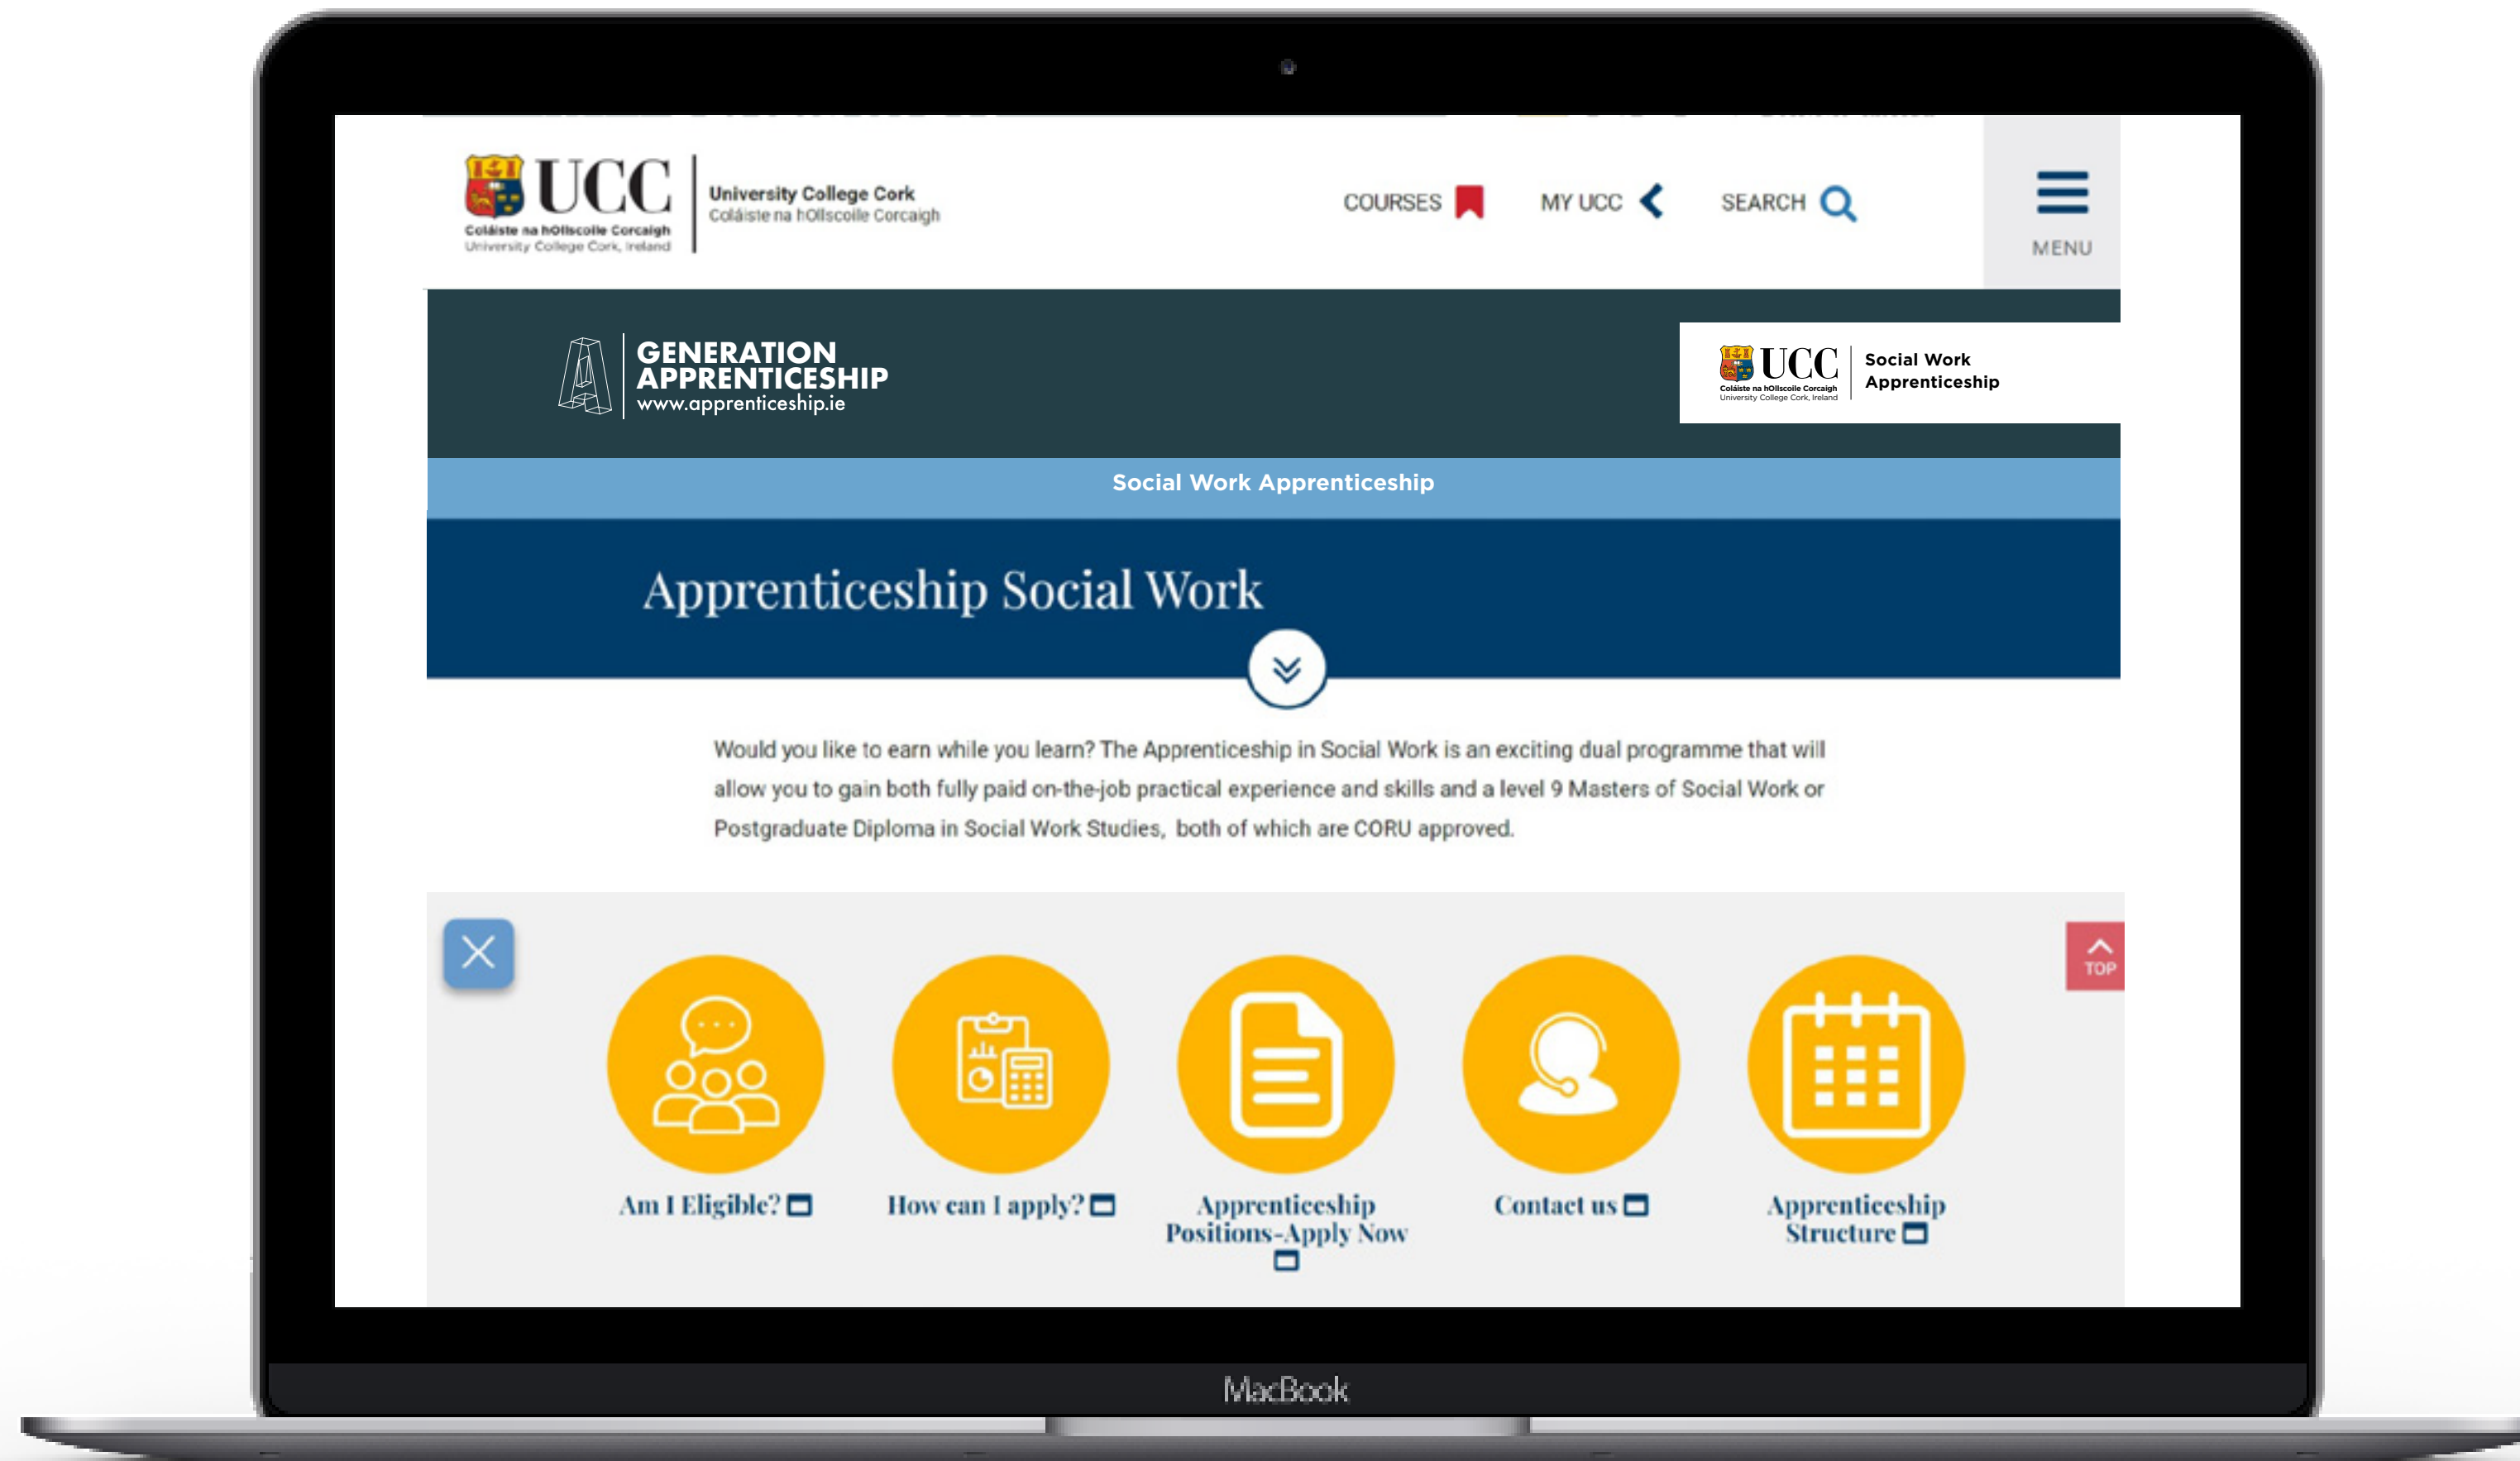 UCC
Coláiste na hOllscoile Corcaigh
University College Cork, Ireland
University College Cork
Coláiste na hOllscoile Corcaigh
COURSES
MY UCC
SEARCH
MENU
GENERATION
APPRENTICESHIP
www.apprenticeship.ie
UCC
Coláiste na hOllscoile Corcaigh
University College Cork, Ireland
Social Work
Apprenticeship
Social Work Apprenticeship
Apprenticeship Social Work
Would you like to earn while you learn? The Apprenticeship in Social Work is an exciting dual programme that will
allow you to gain both fully paid on-the-job practical experience and skills and a level 9 Masters of Social Work or
Postgraduate Diploma in Social Work Studies, both of which are CORU approved.
TOP
Am I Eligible?
How can I apply?
Apprenticeship
Positions-Apply Now
Contact us
Apprenticeship
Structure
MacBook